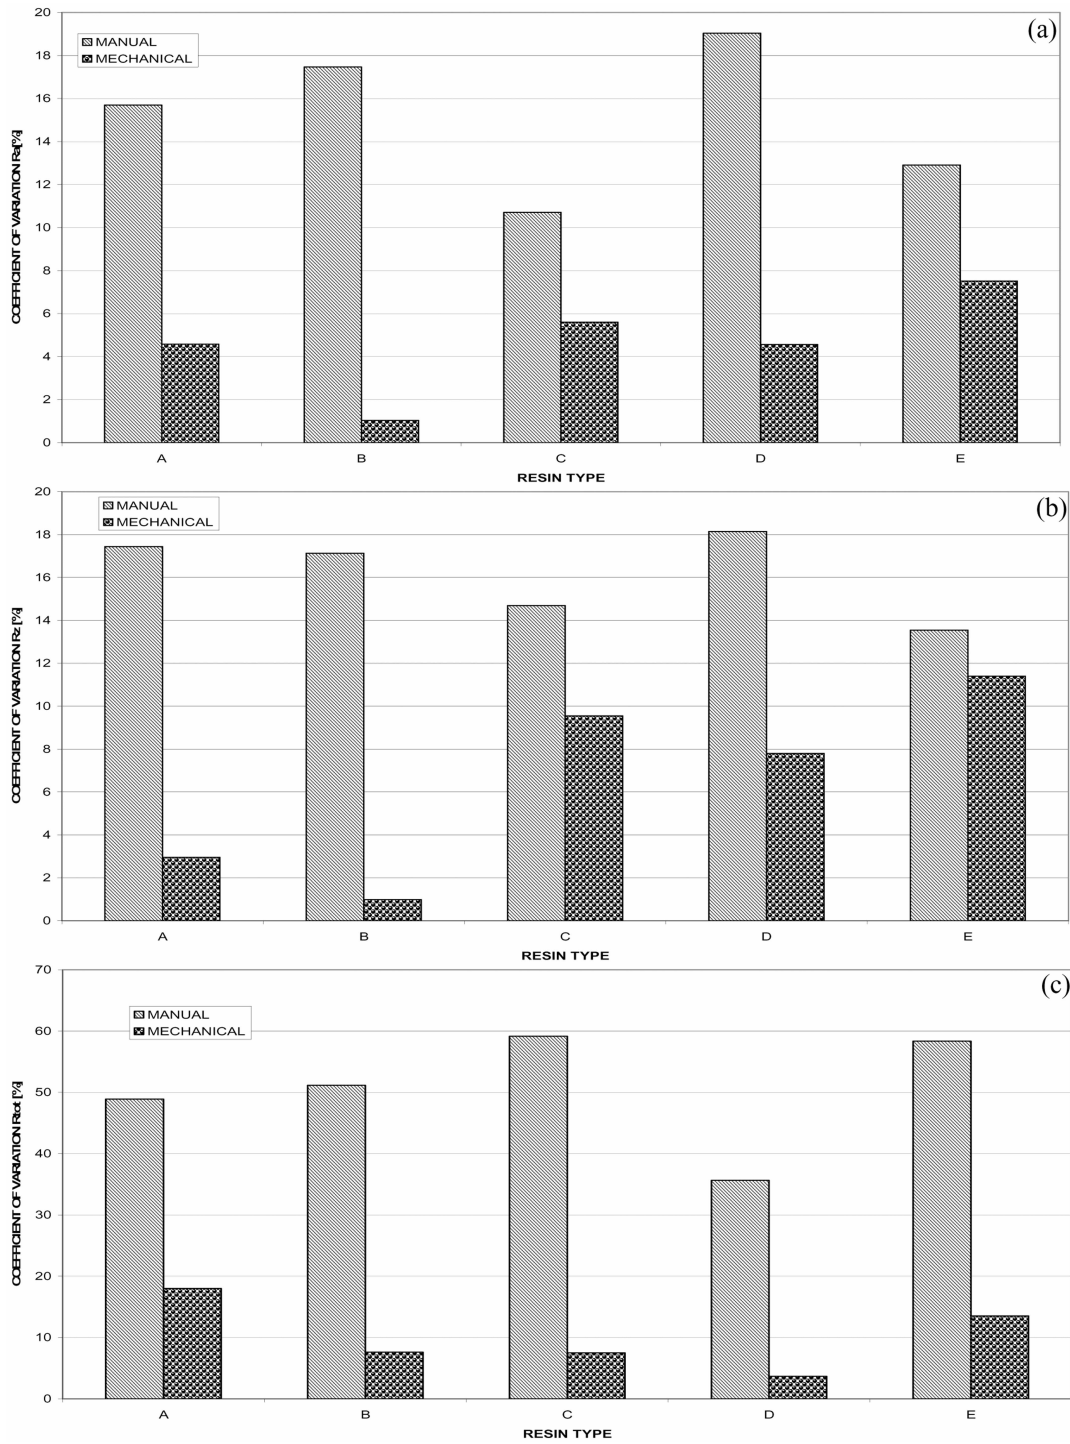 (a)
MANUAL
MECHANICAL
COEFFICIENT OF VARIATION Ra[%]
20
18
16
14
12
10
8
6
4
2
0
A B C D E
RESIN TYPE
(b)
MANUAL
MECHANICAL
COEFFICIENT OF VARIATION Rz [%]
20
18
16
14
12
10
8
6
4
2
0
A B C D E
RESIN TYPE
(c)
MANUAL
MECHANICAL
COEFFICIENT OF VARIATION Rtot [%]
70
60
50
40
30
20
10
0
A B C D E
RESIN TYPE